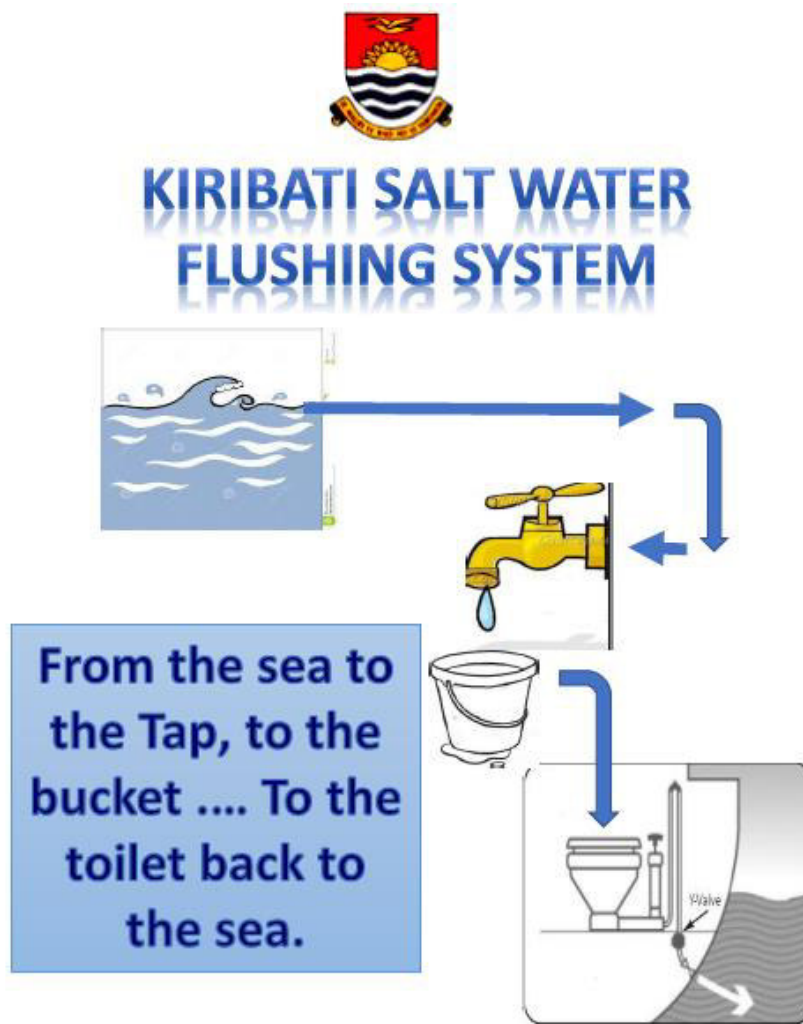 KIRIBATI SALT WATER
FLUSHING SYSTEM
From the sea to
the Tap, to the
bucket .... To the
toilet back to
the sea.
Y-Valve